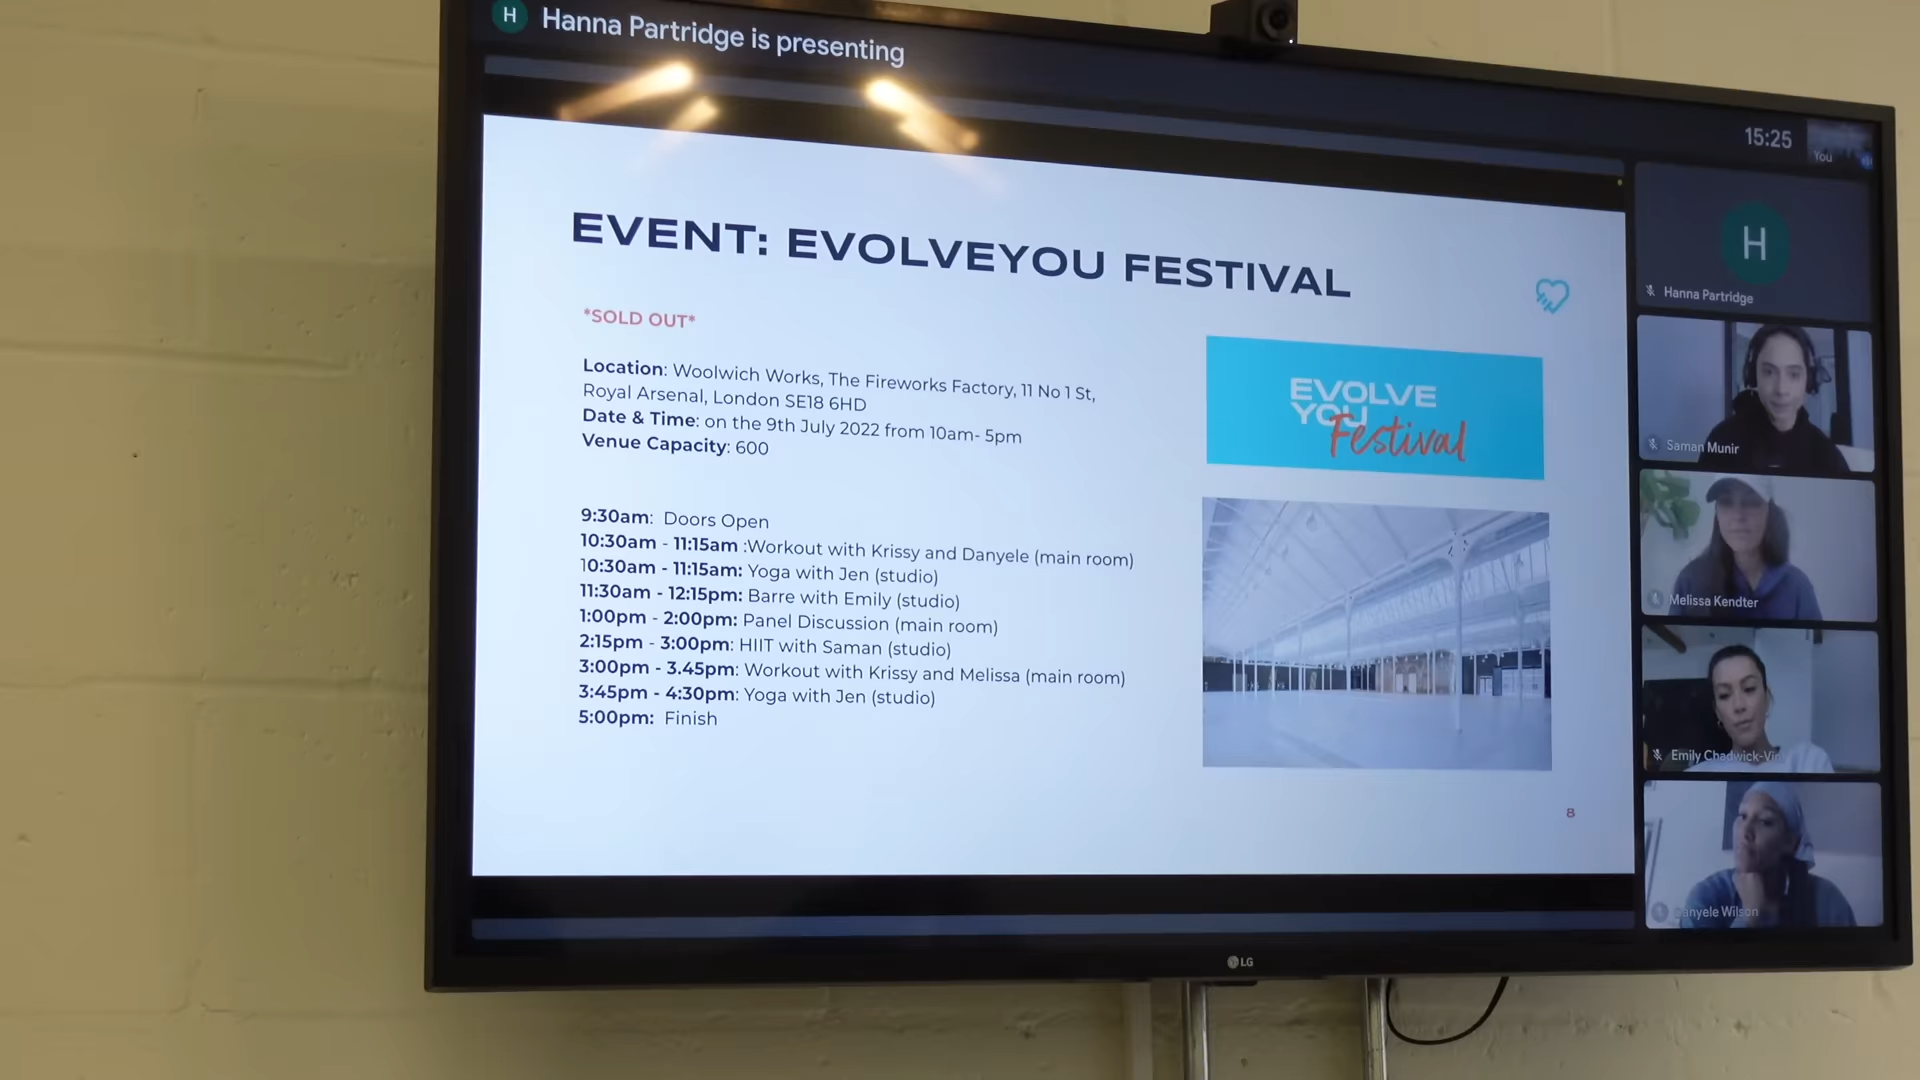 H Hanna Partridge is presenting
15:25
You
EVENT: EVOLVEYOU FESTIVAL
*SOLD OUT*
Location: Woolwich Works, The Fireworks Factory, 11 No 1 St,
Royal Arsenal, London SE18 6HD
Date & Time: on the 9th July 2022 from 10am- 5pm
Venue Capacity: 600
9:30am: Doors Open
10:30am - 11:15am :Workout with Krissy and Danyele (main room)
10:30am - 11:15am: Yoga with Jen (studio)
11:30am - 12:15pm: Barre with Emily (studio)
1:00pm - 2:00pm: Panel Discussion (main room)
2:15pm - 3:00pm: HIIT with Saman (studio)
3:00pm - 3.45pm: Workout with Krissy and Melissa (main room)
3:45pm - 4:30pm: Yoga with Jen (studio)
5:00pm: Finish
EVOLVE
YOU
Festival
8
H
Hanna Partridge
Saman Munir
Melissa Kendter
Emily Chadwick-Vi
Danyele Wilson
LG